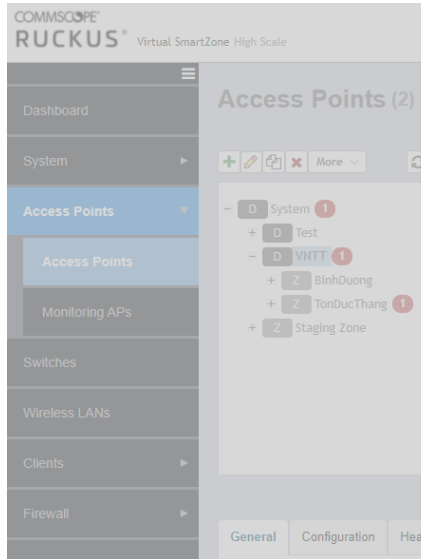 COMMSCOPE®
RUCKUS® Virtual SmartZone High Scale
Dashboard
Access Points (2)
System
More
Access Points
D System 1
D Test
Access Points
D VNTT 1
Z BinhDuong
Monitoring APs
Z TonDucThang 1
Z Staging Zone
Switches
Wireless LANs
Clients
Firewall
General Configuration